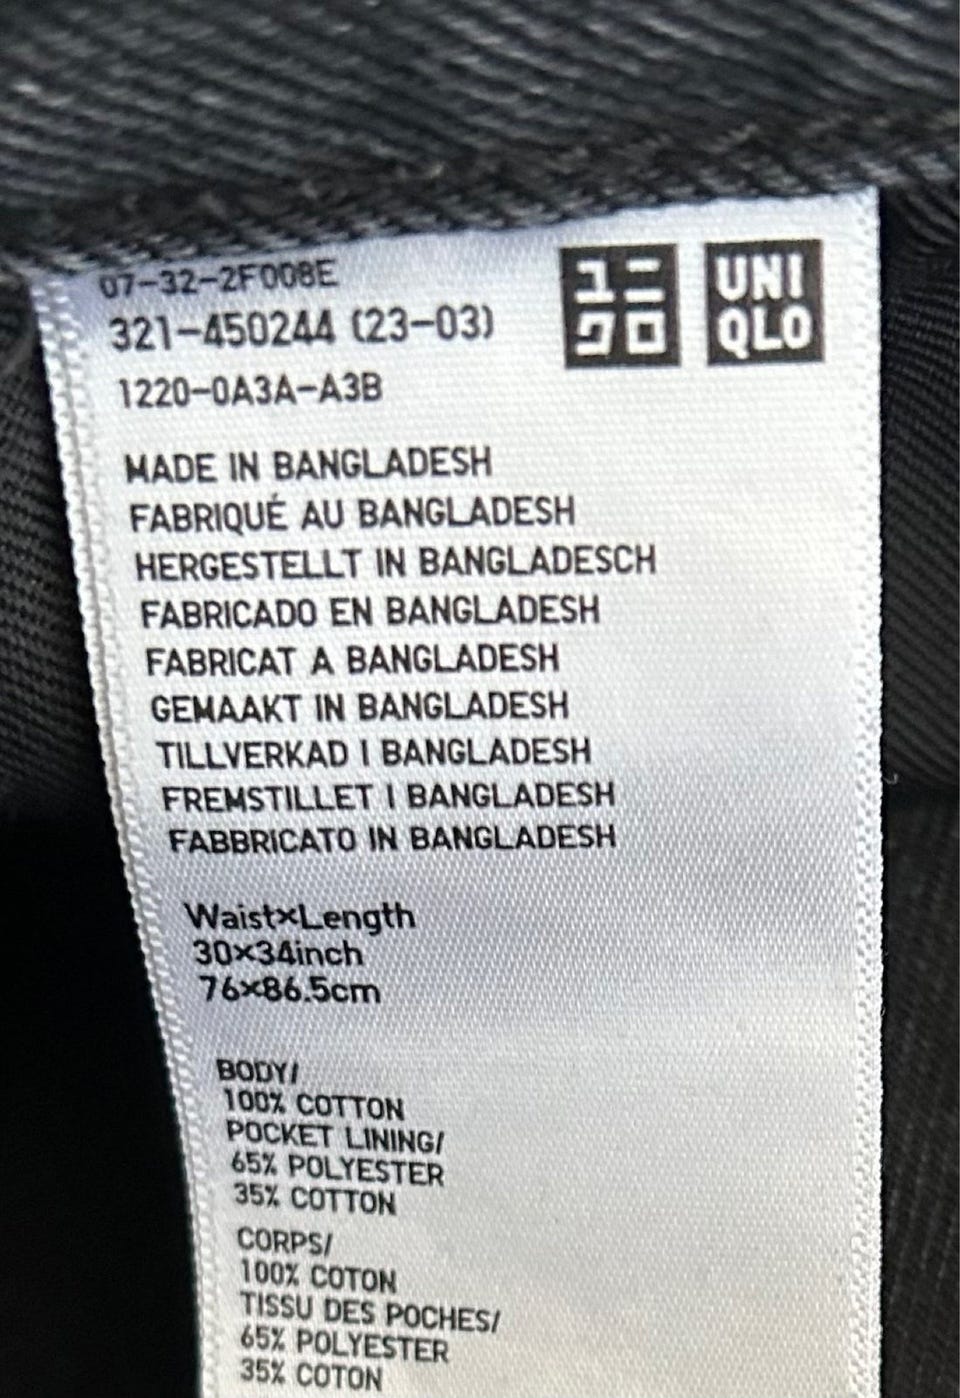 07-32-2F008E
321-450244 (23-03)
1220-0A3A-A3B
ユニ
クロ
UNI
QLO
MADE IN BANGLADESH
FABRIQUÉ AU BANGLADESH
HERGESTELLT IN BANGLADESCH
FABRICADO EN BANGLADESH
FABRICAT A BANGLADESH
GEMAAKT IN BANGLADESH
TILLVERKAD I BANGLADESH
FREMSTILLET I BANGLADESH
FABBRICATO IN BANGLADESH
Waist×Length
30×34inch
76×86.5cm
BODY/
100% COTTON
POCKET LINING/
65% POLYESTER
35% COTTON
CORPS/
100% COTON
TISSU DES POCHES/
65% POLYESTER
35% COTON